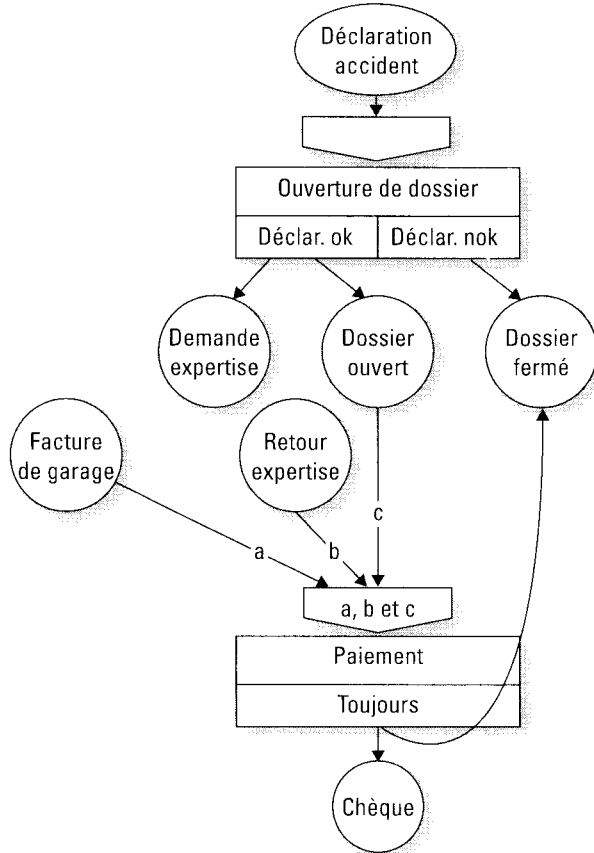 Déclaration
accident
Ouverture de dossier
Déclar. ok
Déclar. nok
Demande
expertise
Dossier
ouvert
Dossier
fermé
Facture
de garage
Retour
expertise
a
b
c
a, b et c
Paiement
Toujours
Chèque